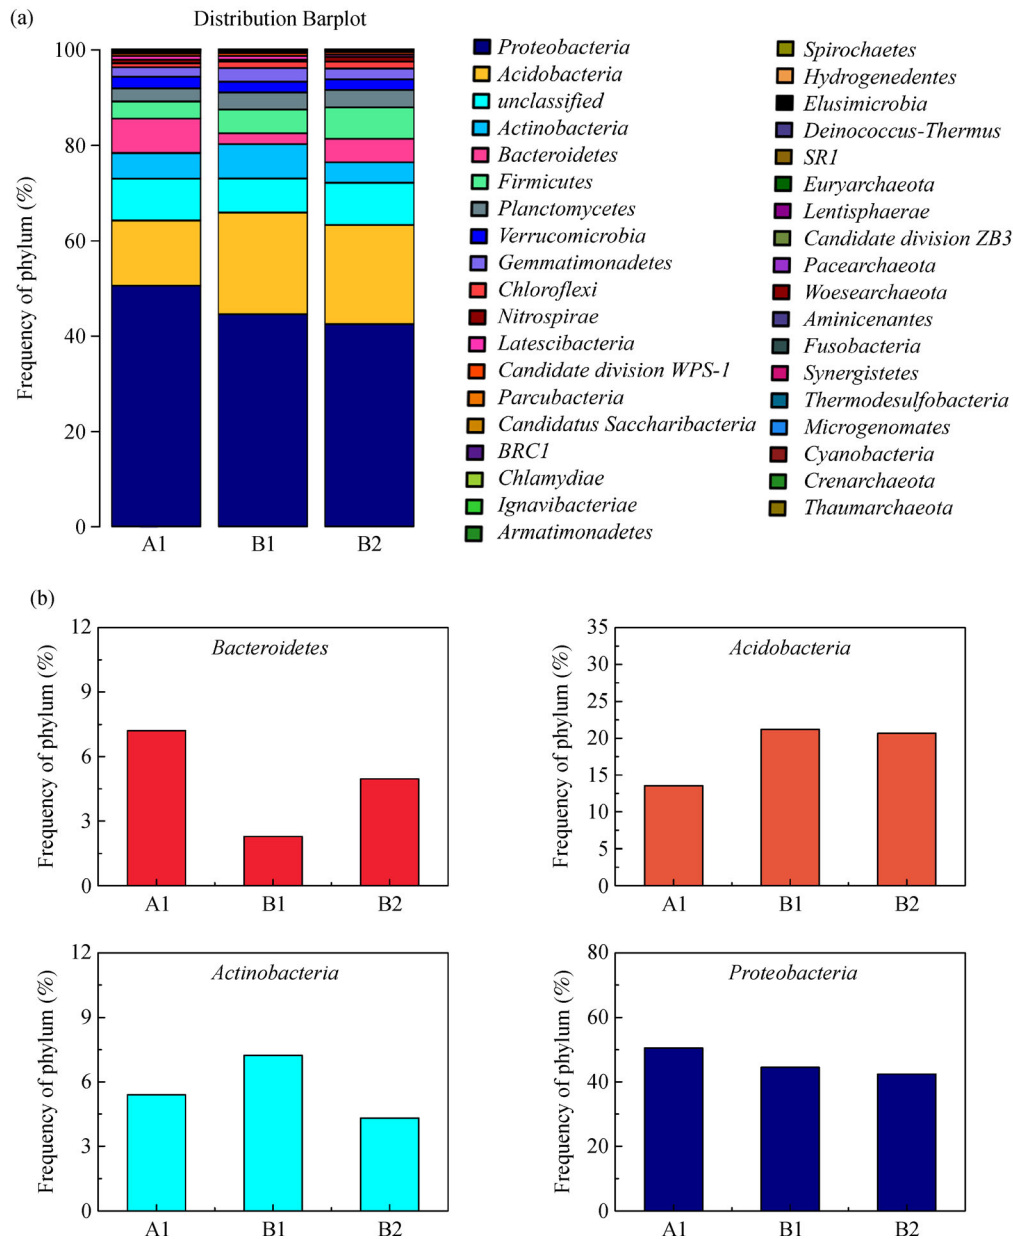 (a)
Distribution Barplot
Frequency of phylum (%)
100
80
60
40
20
0
A1 B1 B2
Proteobacteria
Acidobacteria
unclassified
Actinobacteria
Bacteroidetes
Firmicutes
Planctomycetes
Verrucomicrobia
Gemmatimonadetes
Chloroflexi
Nitrospirae
Latescibacteria
Candidate division WPS-1
Parcubacteria
Candidatus Saccharibacteria
BRC1
Chlamydiae
Ignavibacteriae
Armatimonadetes
Spirochaetes
Hydrogenedentes
Elusimicrobia
Deinococcus-Thermus
SR1
Euryarchaeota
Lentisphaerae
Candidate division ZB3
Pacearchaeota
Woesearchaeota
Aminicenantes
Fusobacteria
Synergistetes
Thermodesulfobacteria
Microgenomates
Cyanobacteria
Crenarchaeota
Thaumarchaeota
(b)
Bacteroidetes
Frequency of phylum (%)
12
9
6
3
0
A1 B1 B2
Acidobacteria
Frequency of phylum (%)
35
30
25
20
15
10
5
0
A1 B1 B2
Actinobacteria
Frequency of phylum (%)
12
9
6
3
0
A1 B1 B2
Proteobacteria
Frequency of phylum (%)
80
60
40
20
0
A1 B1 B2